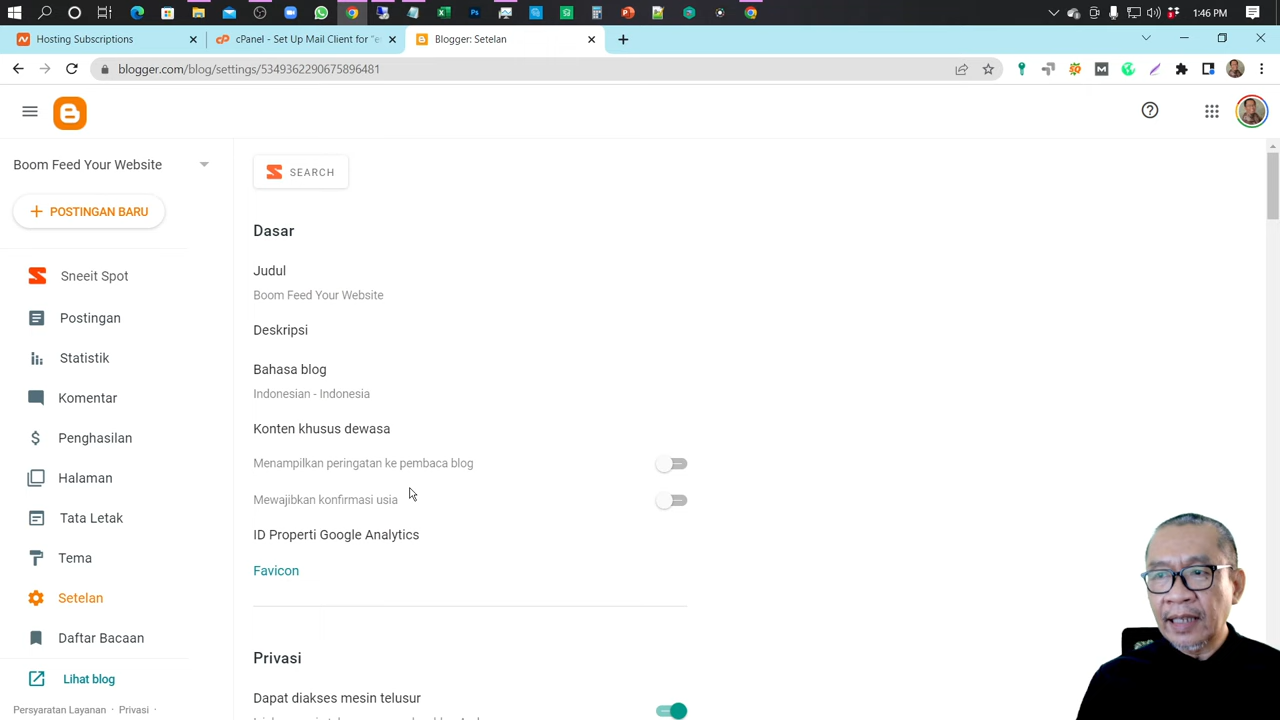 1:46 PM
Hosting Subscriptions
cPanel - Set Up Mail Client for "e
Blogger: Setelan
blogger.com/blog/settings/5349362290675896481
Boom Feed Your Website
POSTINGAN BARU
Sneeit Spot
Postingan
Statistik
Komentar
Penghasilan
Halaman
Tata Letak
Tema
Setelan
Daftar Bacaan
Lihat blog
Persyaratan Layanan · Privasi ·
SEARCH
Dasar
Judul
Boom Feed Your Website
Deskripsi
Bahasa blog
Indonesian - Indonesia
Konten khusus dewasa
Menampilkan peringatan ke pembaca blog
Mewajibkan konfirmasi usia
ID Properti Google Analytics
Favicon
Privasi
Dapat diakses mesin telusur